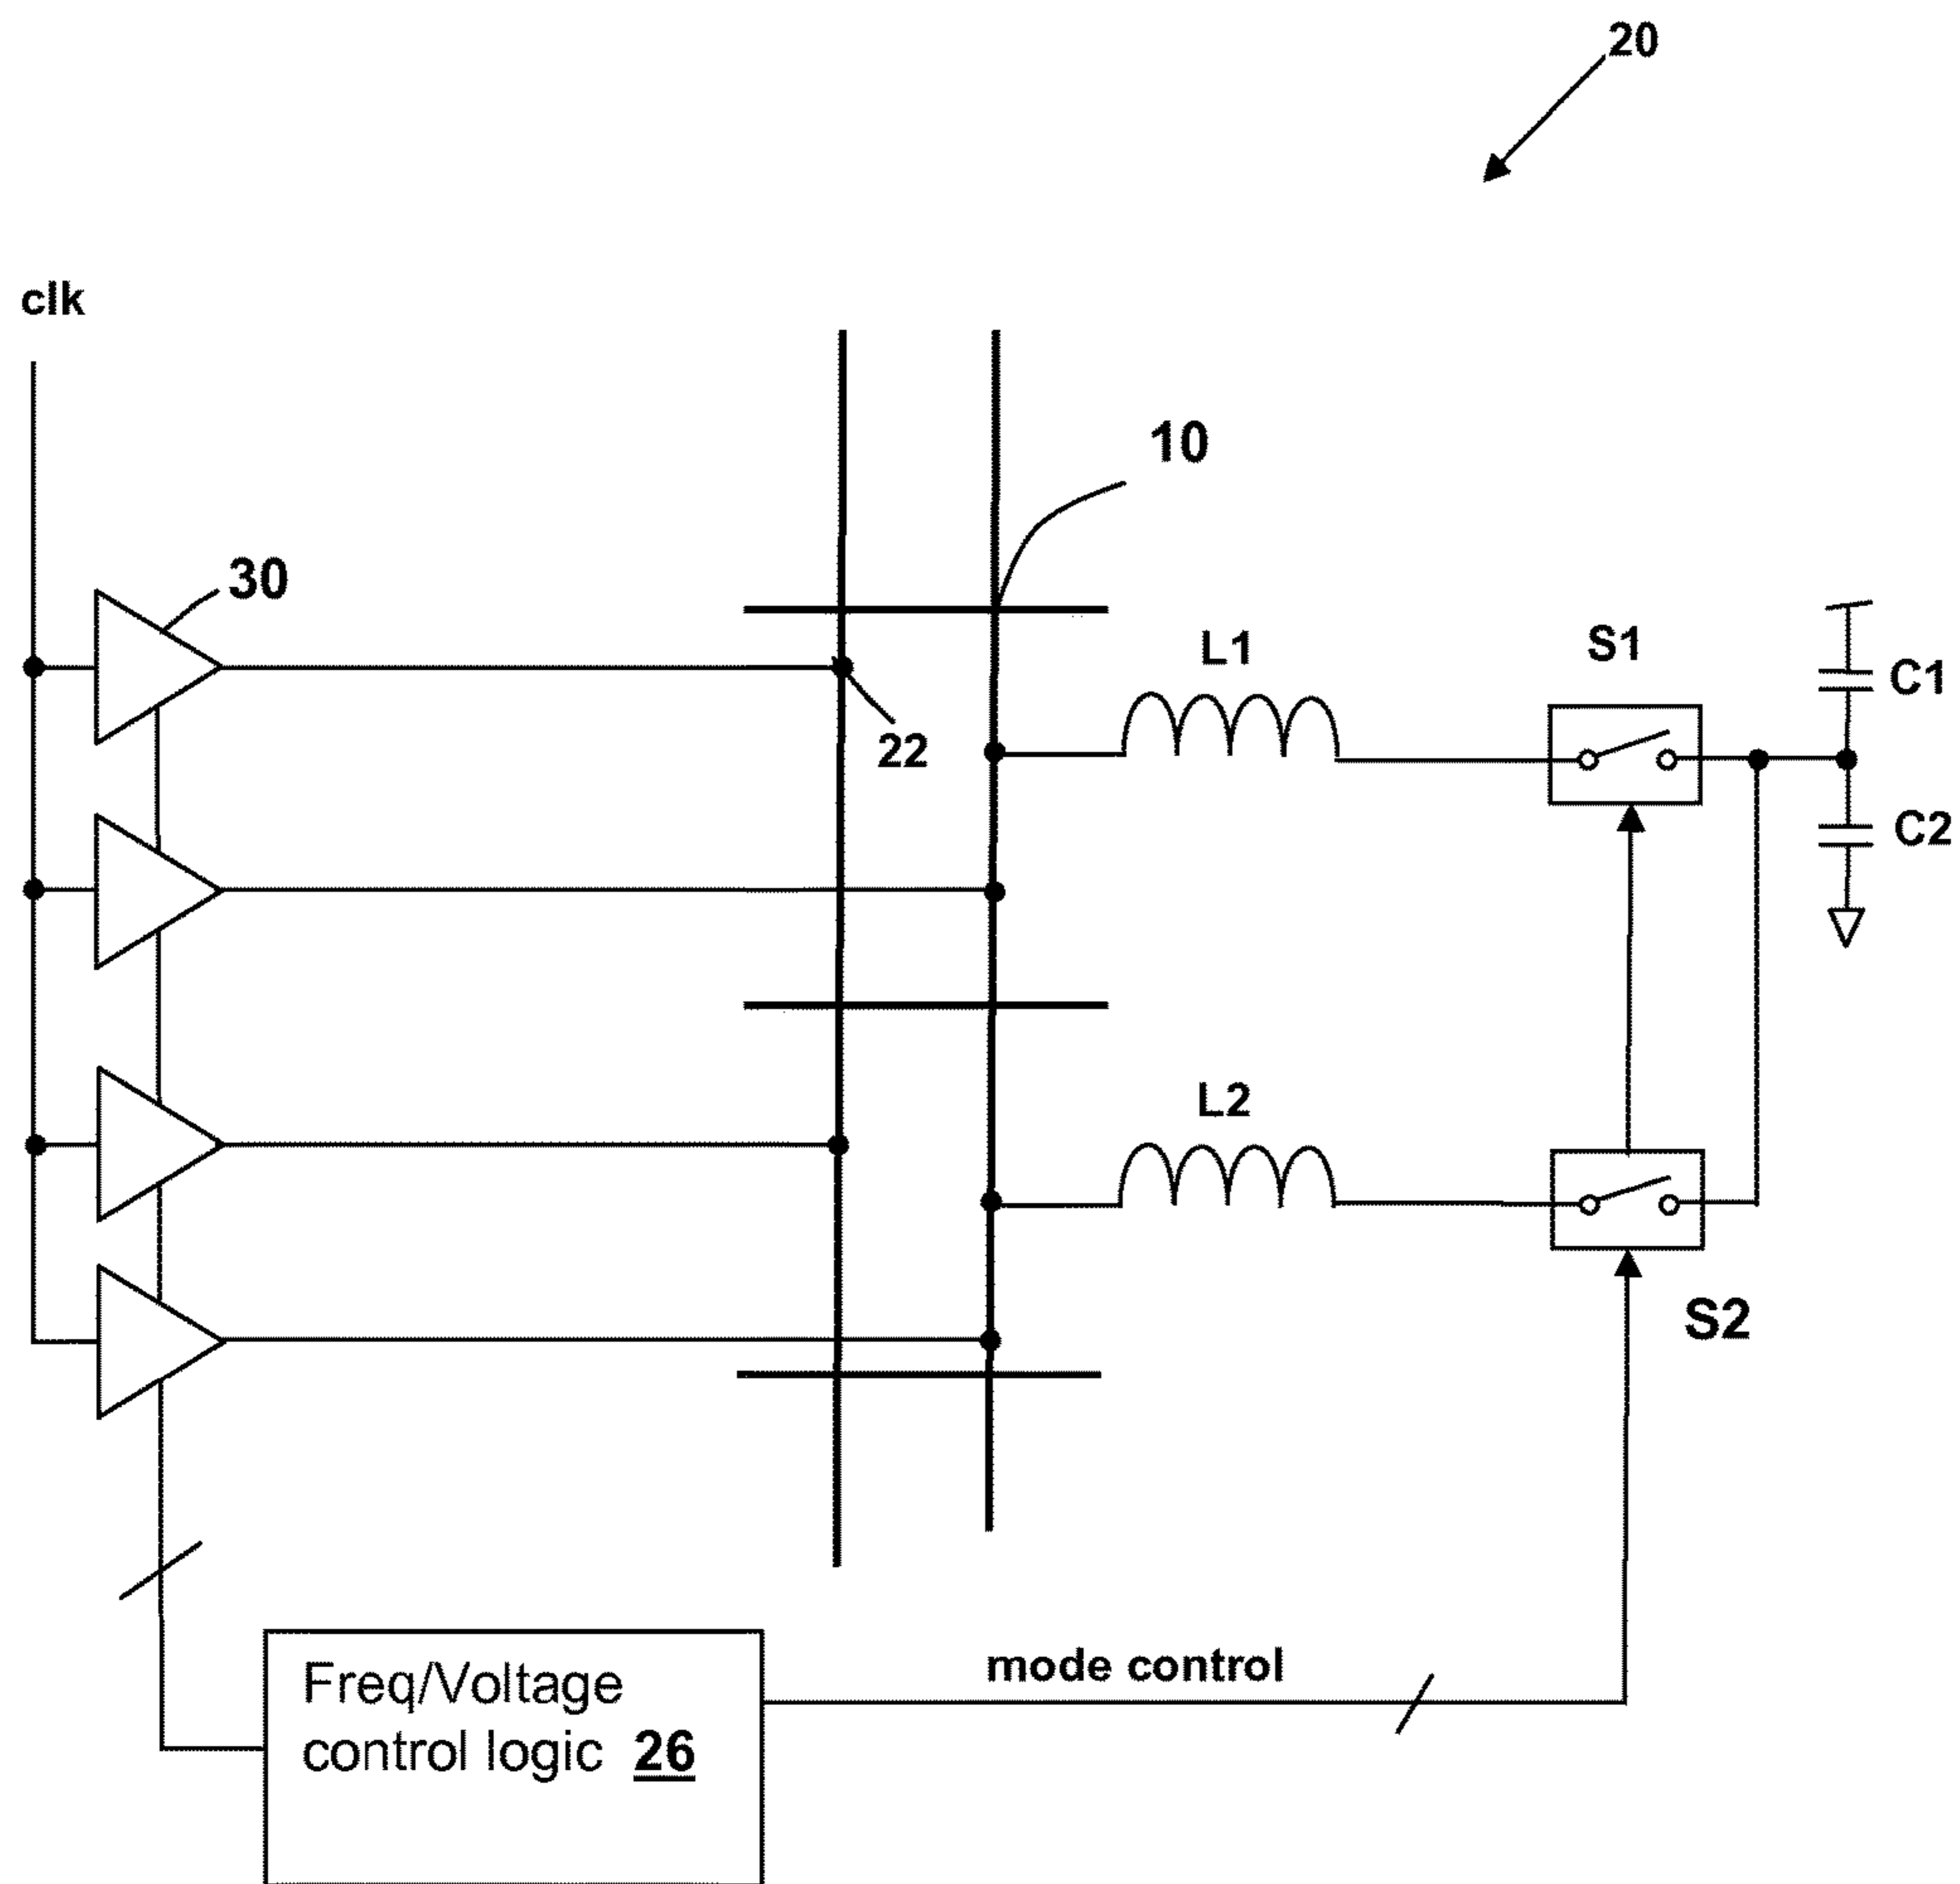 20
clk
10
30
L1
S1
C1
22
C2
L2
S2
mode control
Freq/Voltage
control logic 26